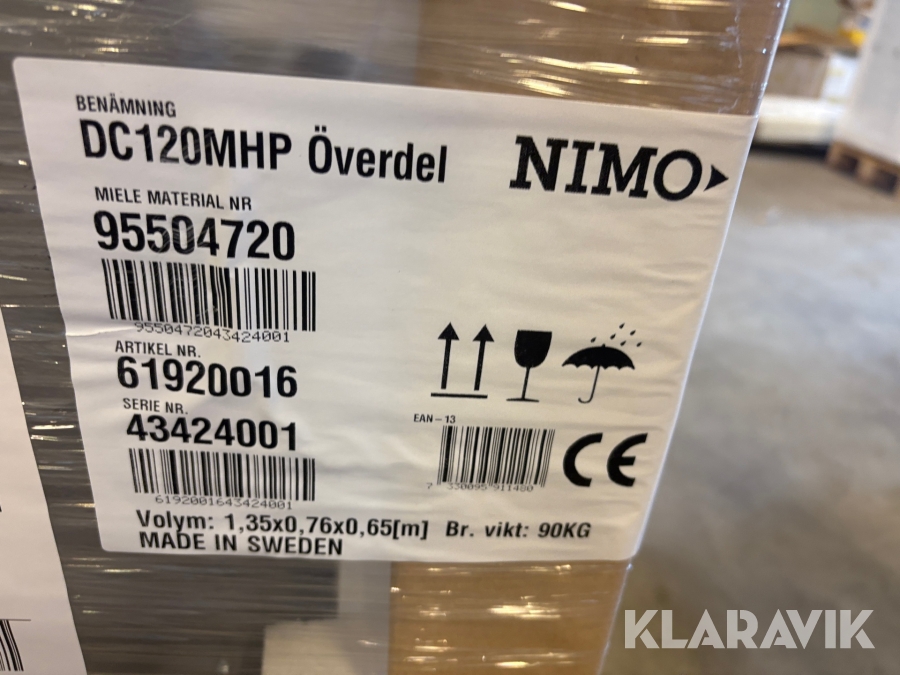 BENÄMNING
DC120MHP Överdel
NIMO
MIELE MATERIAL NR
95504720
9550472043424001
ARTIKEL NR.
61920016
SERIE NR.
43424001
6192001643424001
EAN-13
CE
Volym: 1,35x0,76x0,65[m] Br. vikt: 90KG
MADE IN SWEDEN
KLARAVIK